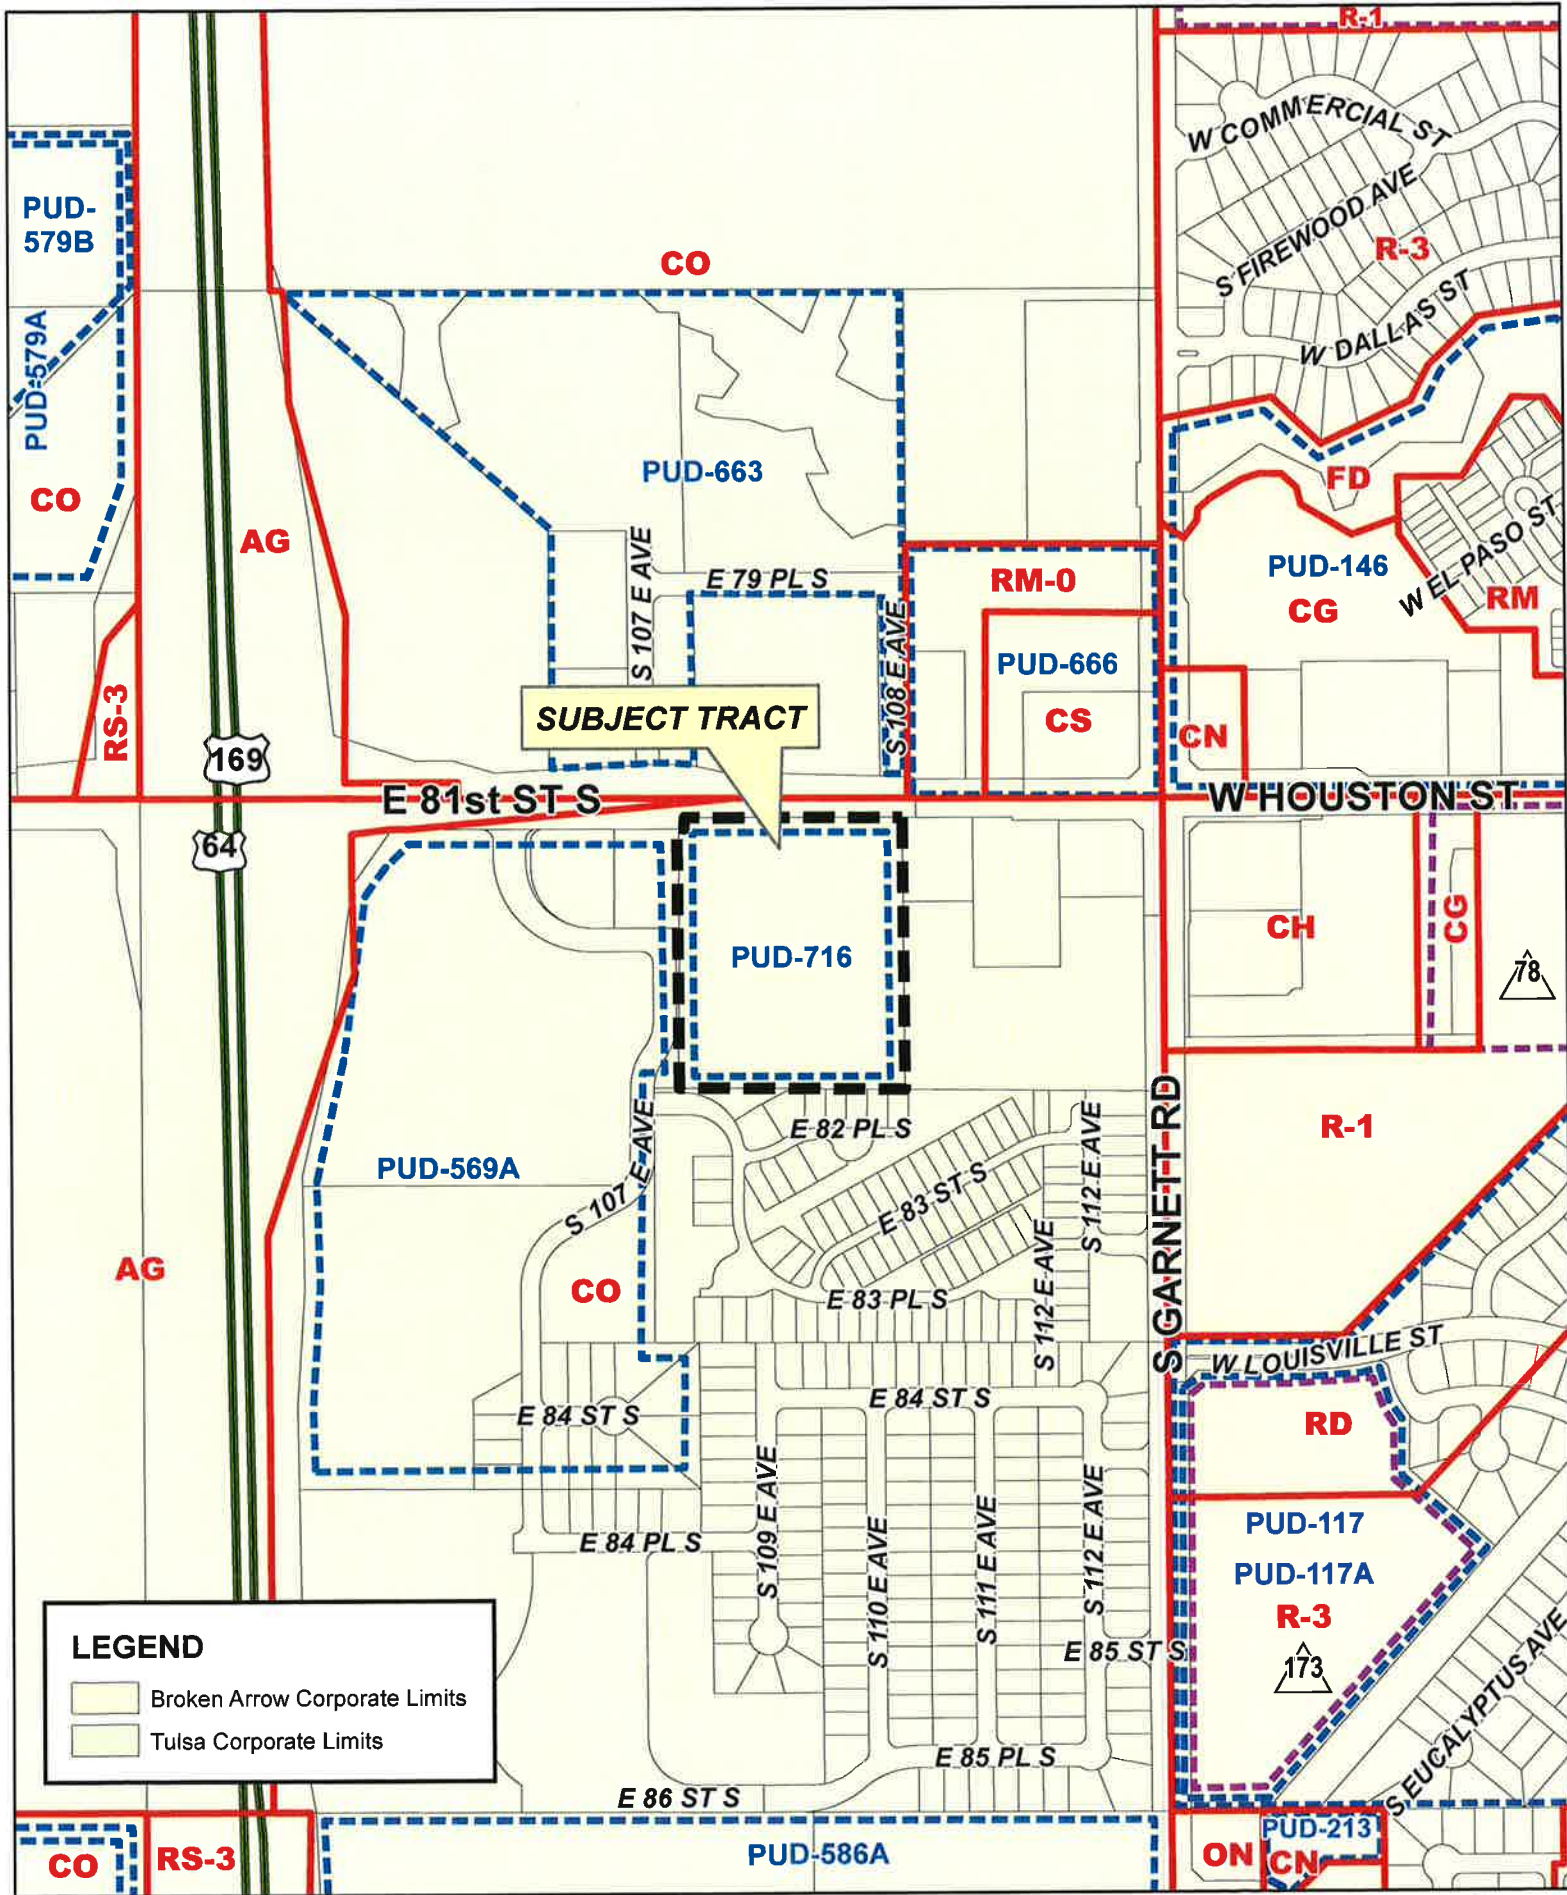 R-1
W COMMERCIAL ST
S FIREWOOD AVE
R-3
W DALLAS ST
PUD-
579B
CO
PUD-579A
CO
AG
PUD-663
FD
PUD-146
CG
W EL PASO ST
RM
E 79 PL S
S 107 E AVE
S 108 E AVE
RM-0
PUD-666
CS
CN
RS-3
SUBJECT TRACT
169
E 81st ST S
W HOUSTON ST
64
PUD-716
CH
CG
78
S GARNETT RD
R-1
E 82 PL S
S 107 E AVE
PUD-569A
E 83 ST S
S 112 E AVE
S 112 E AVE
AG
CO
E 83 PL S
W LOUISVILLE ST
E 84 ST S
E 84 ST S
RD
S 109 E AVE
S 110 E AVE
S 111 E AVE
S 112 E AVE
E 84 PL S
PUD-117
PUD-117A
R-3
173
E 85 ST S
S EUCALYPTUS AVE
LEGEND
Broken Arrow Corporate Limits
Tulsa Corporate Limits
E 85 PL S
E 86 ST S
CO
RS-3
PUD-586A
ON
PUD-213
CN